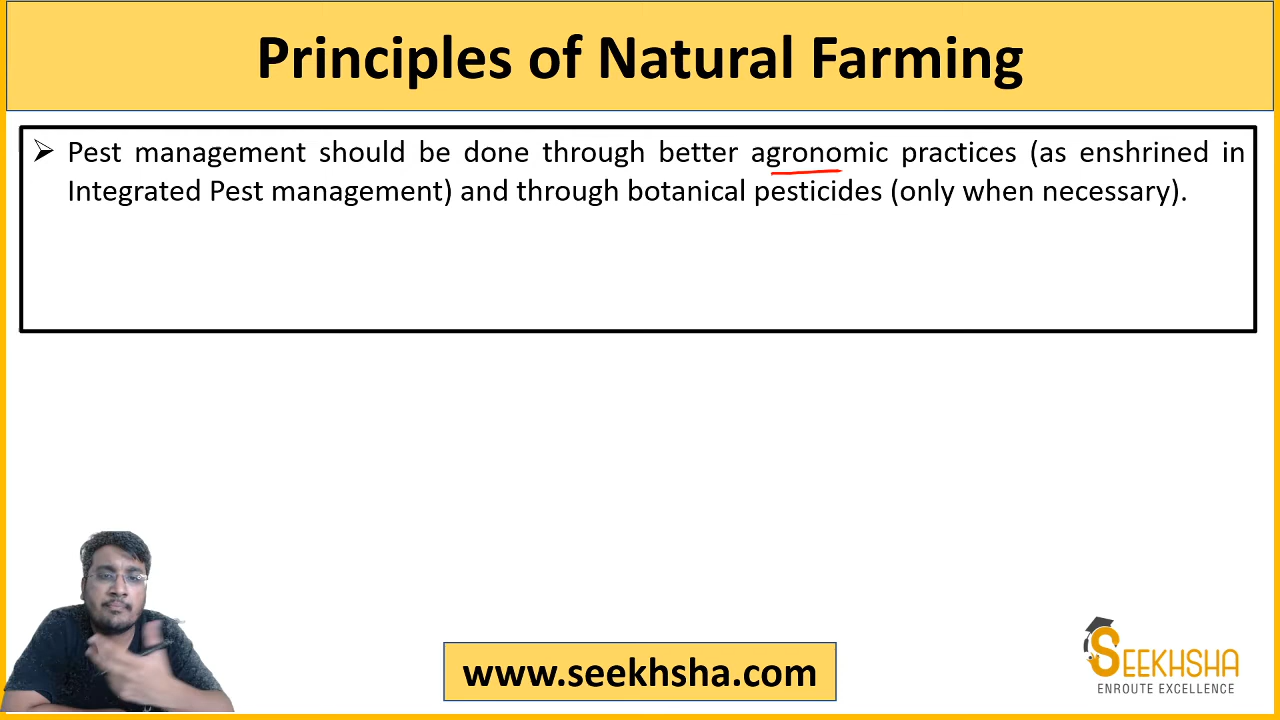 Principles of Natural Farming
➢ Pest management should be done through better agronomic practices (as enshrined in
Integrated Pest management) and through botanical pesticides (only when necessary).
www.seekhsha.com
SEEKHSHA
ENROUTE EXCELLENCE